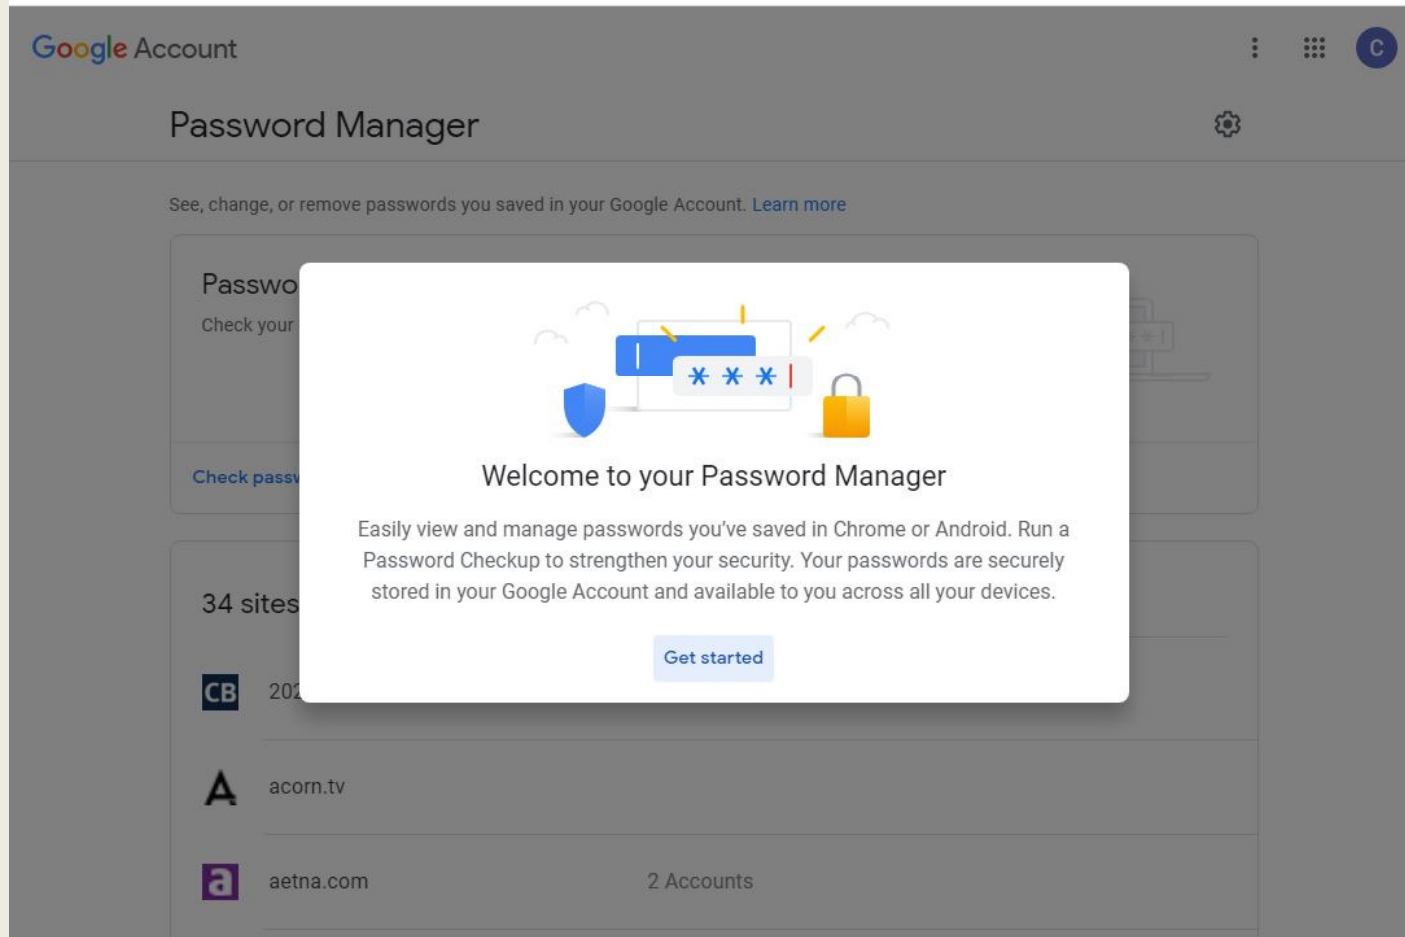 Google Account
C
Password Manager
See, change, or remove passwords you saved in your Google Account. Learn more
Check your
* * *
Check
Welcome to your Password Manager
Easily view and manage passwords you've saved in Chrome or Android. Run a
Password Checkup to strengthen your security. Your passwords are securely
stored in your Google Account and available to you across all your devices.
34 sites
Get started
CB
A acorn.tv
a aetna.com 2 Accounts